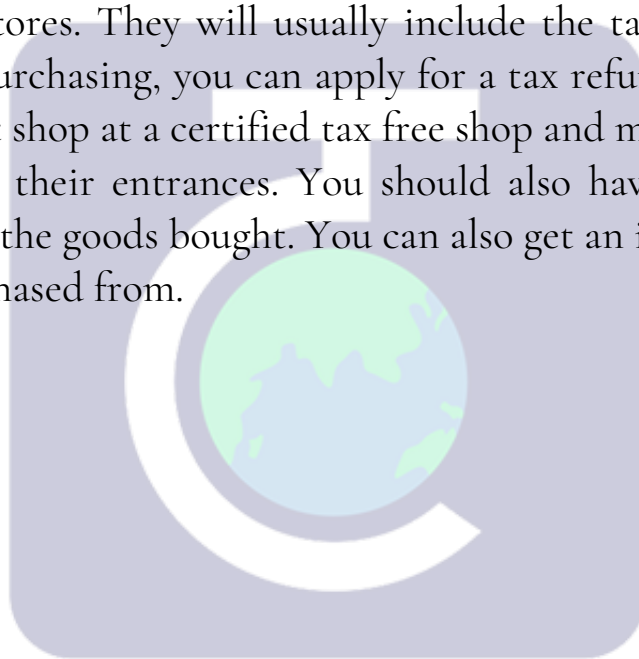 tores. They will usually include the ta
urchasing, you can apply for a tax refu
shop at a certified tax free shop and m
their entrances. You should also hav
the goods bought. You can also get an i
hased from.